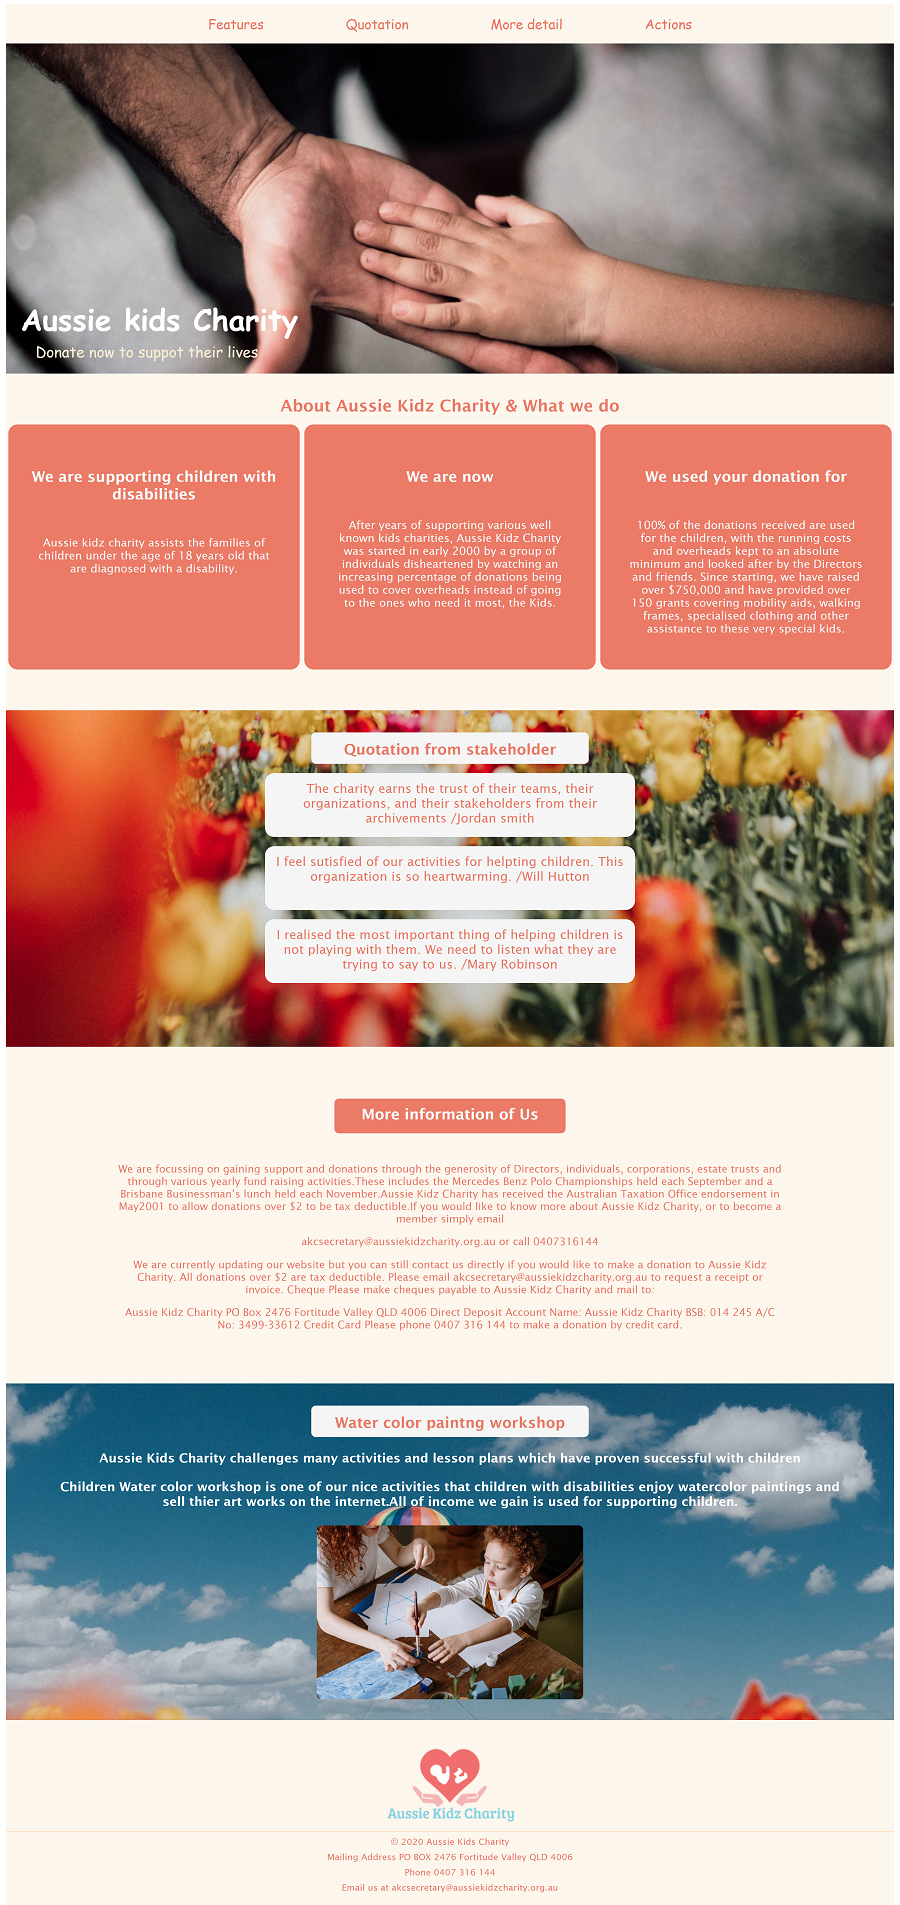 Features Quotation More detail Actions
Aussie kids Charity
Donate now to suppot their lives
About Aussie Kidz Charity & What we do
We are supporting children with
disabilities
Aussie kidz charity assists the families of
children under the age of 18 years old that
are diagnosed with a disability.
We are now
After years of supporting various well
known kids charities, Aussie Kidz Charity
was started in early 2000 by a group of
individuals disheartened by watching an
increasing percentage of donations being
used to cover overheads instead of going
to the ones who need it most, the Kids.
We used your donation for
100% of the donations received are used
for the children, with the running costs
and overheads kept to an absolute
minimum and looked after by the Directors
and friends. Since starting, we have raised
over $750,000 and have provided over
150 grants covering mobility aids, walking
frames, specialised clothing and other
assistance to these very special kids.
Quotation from stakeholder
The charity earns the trust of their teams, their
organizations, and their stakeholders from their
archivements /Jordan smith
I feel sutisfied of our activities for helpting children. This
organization is so heartwarming. /Will Hutton
I realised the most important thing of helping children is
not playing with them. We need to listen what they are
trying to say to us. /Mary Robinson
More information of Us
We are focussing on gaining support and donations through the generosity of Directors, individuals, corporations, estate trusts and
through various yearly fund raising activities.These includes the Mercedes Benz Polo Championships held each September and a
Brisbane Businessman's lunch held each November.Aussie Kidz Charity has received the Australian Taxation Office endorsement in
May2001 to allow donations over $2 to be tax deductible.If you would like to know more about Aussie Kidz Charity, or to become a
member simply email
akcsecretary@aussiekidzcharity.org.au or call 0407316144
We are currently updating our website but you can still contact us directly if you would like to make a donation to Aussie Kidz
Charity. All donations over $2 are tax deductible. Please email akcsecretary@aussiekidzcharity.org.au to request a receipt or
invoice. Cheque Please make cheques payable to Aussie Kidz Charity and mail to:
Aussie Kidz Charity PO Box 2476 Fortitude Valley QLD 4006 Direct Deposit Account Name: Aussie Kidz Charity BSB: 014 245 A/C
No: 3499-33612 Credit Card Please phone 0407 316 144 to make a donation by credit card.
Water color paintng workshop
Aussie Kids Charity challenges many activities and lesson plans which have proven successful with children
Children Water color workshop is one of our nice activities that children with disabilities enjoy watercolor paintings and
sell thier art works on the internet.All of income we gain is used for supporting children.
Aussie Kidz Charity
© 2020 Aussie Kids Charity
Mailing Address PO BOX 2476 Fortitude Valley QLD 4006
Phone 0407 316 144
Email us at akcsecretary@aussiekidzcharity.org.au